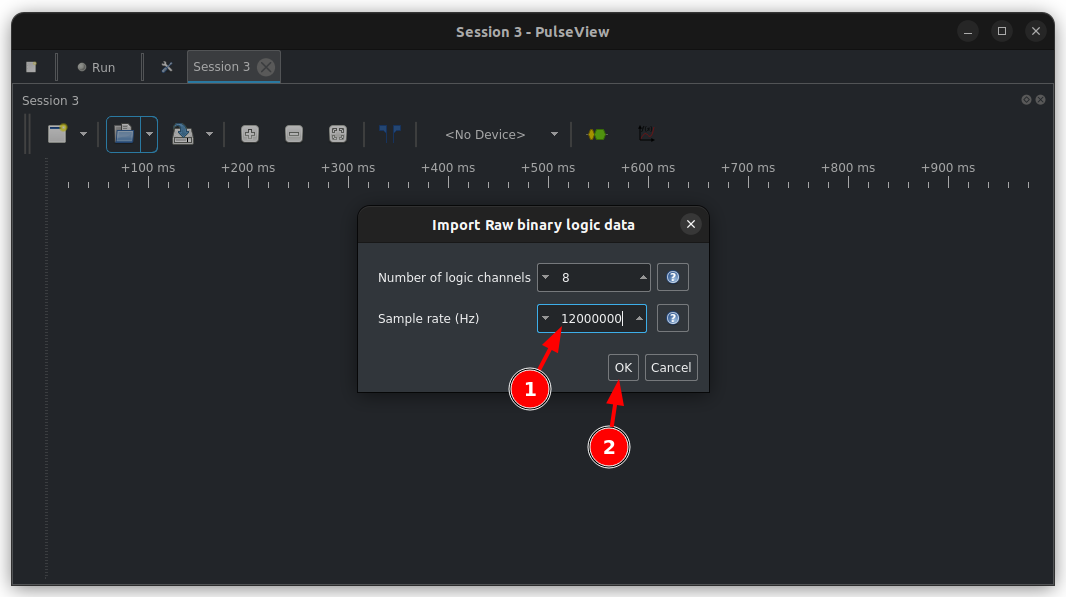 Session 3 - PulseView
Run
Session 3
Session 3
<No Device>
+100 ms +200 ms +300 ms +400 ms +500 ms +600 ms +700 ms +800 ms +900 ms
Import Raw binary logic data
Number of logic channels 8 ?
Sample rate (Hz) 12000000 ?
OK Cancel
1
2